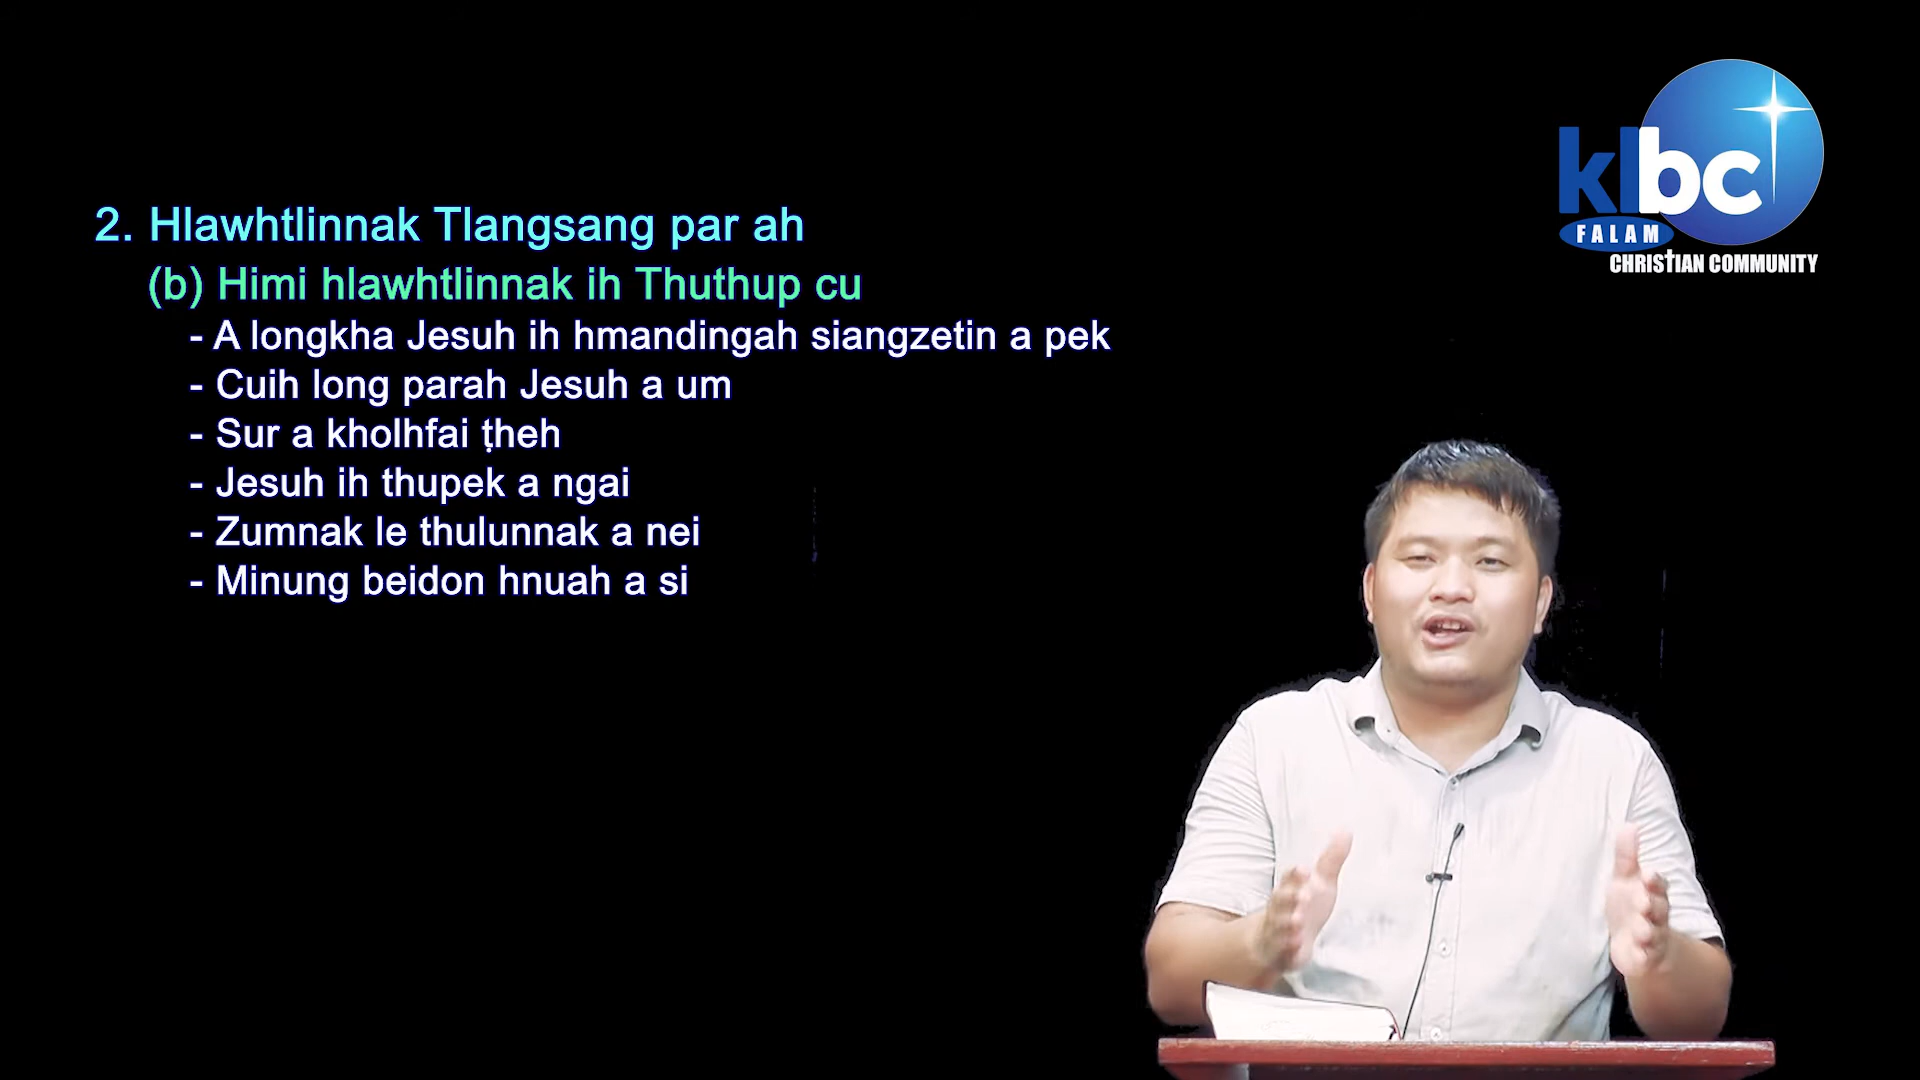 2. Hlawhtlinnak Tlangsang par ah
(b) Himi hlawhtlinnak ih Thuthup cu
- A longkha Jesuh ih hmandingah siangzetin a pek
- Cuih long parah Jesuh a um
- Sur a kholhfai ṭheh
- Jesuh ih thupek a ngai
- Zumnak le thulunnak a nei
- Minung beidon hnuah a si
klbc
FALAM
CHRISTIAN COMMUNITY